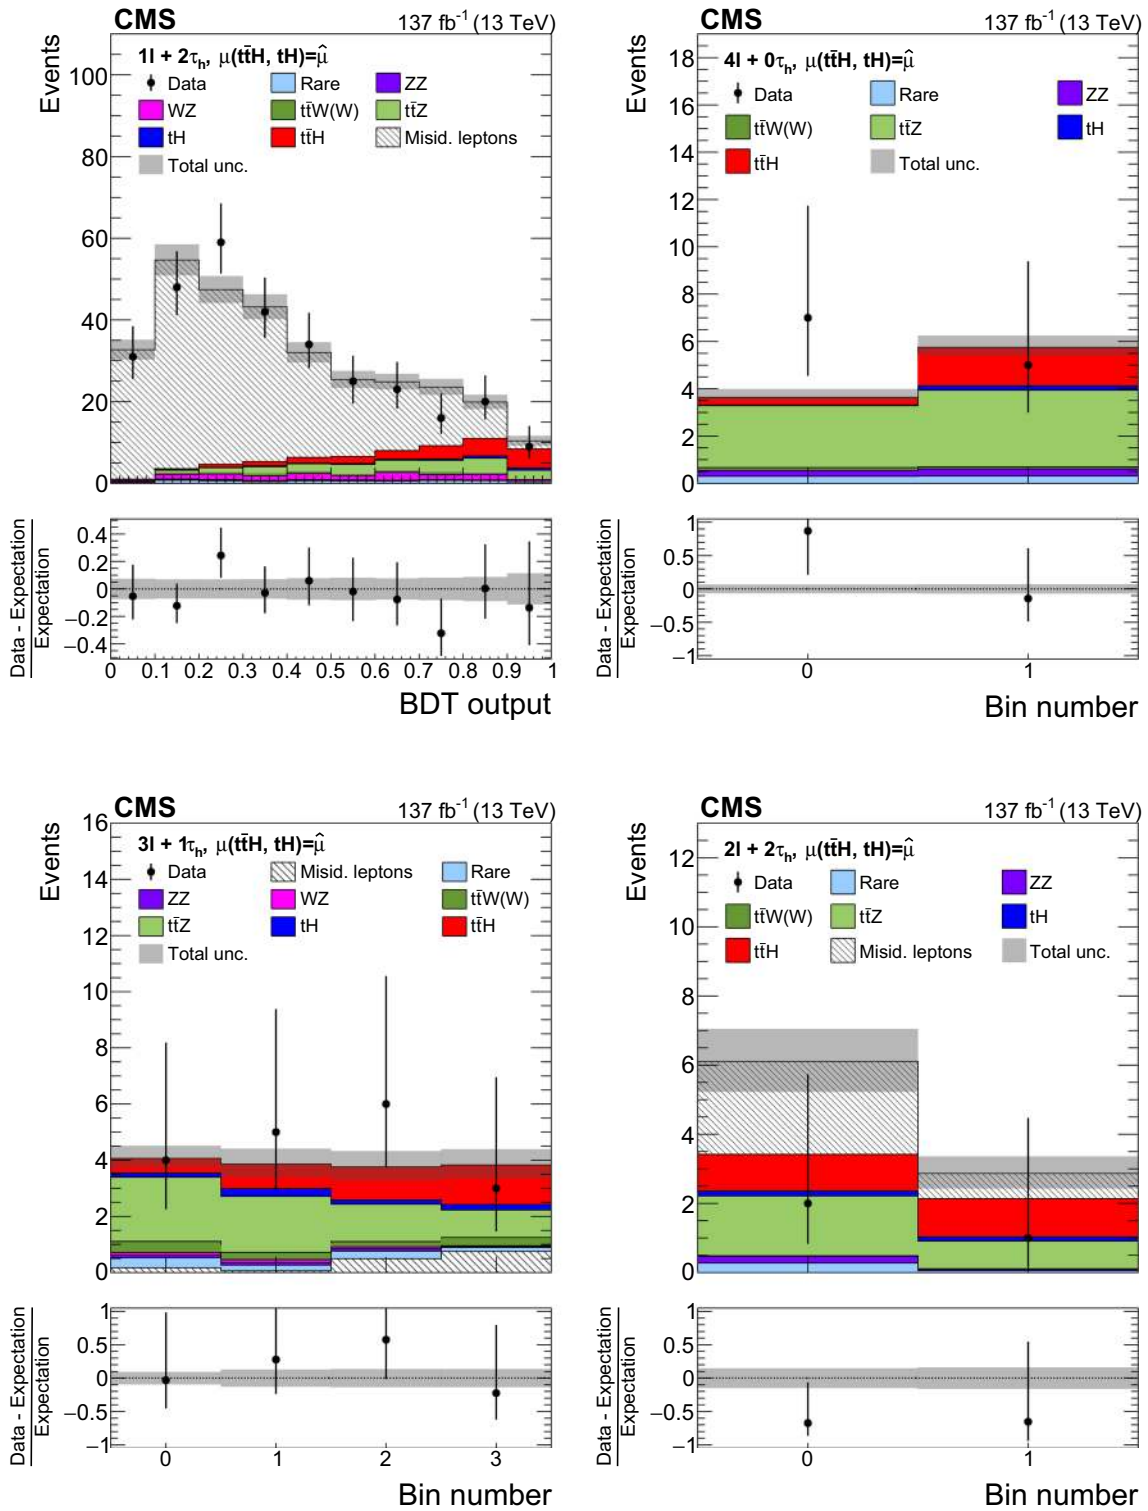 CMS 137 fb⁻¹ (13 TeV)
Events
1l + 2τₕ, μ(tt̄H, tH)=μ̂
Data Rare ZZ
WZ tt̄W(W) tt̄Z
tH tt̄H Misid. leptons
Total unc.
100
80
60
40
20
0
Data - Expectation
Expectation
0.4
0.2
0
−0.2
−0.4
0 0.1 0.2 0.3 0.4 0.5 0.6 0.7 0.8 0.9 1
BDT output
CMS 137 fb⁻¹ (13 TeV)
Events
4l + 0τₕ, μ(tt̄H, tH)=μ̂
Data Rare ZZ
tt̄W(W) tt̄Z tH
tt̄H Total unc.
18
16
14
12
10
8
6
4
2
0
Data - Expectation
Expectation
1
0.5
0
−0.5
−1
0 1
Bin number
CMS 137 fb⁻¹ (13 TeV)
Events
3l + 1τₕ, μ(tt̄H, tH)=μ̂
Data Misid. leptons Rare
ZZ WZ tt̄W(W)
tt̄Z tH tt̄H
Total unc.
16
14
12
10
8
6
4
2
0
Data - Expectation
Expectation
1
0.5
0
−0.5
−1
0 1 2 3
Bin number
CMS 137 fb⁻¹ (13 TeV)
Events
2l + 2τₕ, μ(tt̄H, tH)=μ̂
Data Rare ZZ
tt̄W(W) tt̄Z tH
tt̄H Misid. leptons Total unc.
12
10
8
6
4
2
0
Data - Expectation
Expectation
1
0.5
0
−0.5
−1
0 1
Bin number